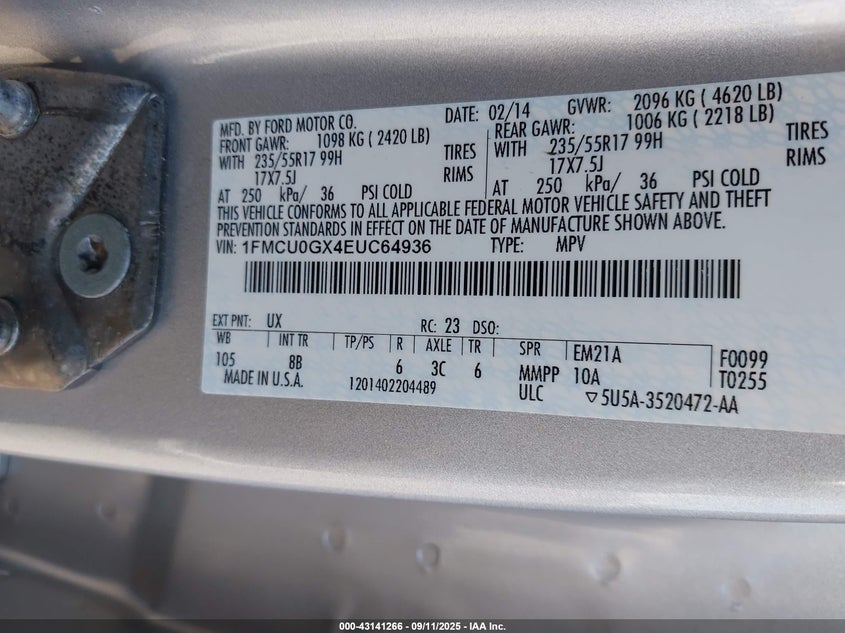 MFD. BY FORD MOTOR CO.
DATE: 02/14 GVWR: 2096 KG ( 4620 LB)
FRONT GAWR: 1098 KG ( 2420 LB)
REAR GAWR: 1006 KG ( 2218 LB)
WITH 235/55R17 99H TIRES
WITH 235/55R17 99H TIRES
17X7.5J RIMS
17X7.5J RIMS
AT 250 kPa/ 36 PSI COLD
AT 250 kPa/ 36 PSI COLD
THIS VEHICLE CONFORMS TO ALL APPLICABLE FEDERAL MOTOR VEHICLE SAFETY AND THEFT
PREVENTION STANDARDS IN EFFECT ON THE DATE OF MANUFACTURE SHOWN ABOVE.
VIN: 1FMCU0GX4EUC64936 TYPE: MPV
EXT PNT: UX RC: 23 DSO:
WB INT TR TP/PS R AXLE TR SPR EM21A F0099
105 8B 6 3C 6 MMPP 10A T0255
MADE IN U.S.A. 1201402204489 ULC ▽5U5A-3520472-AA
000-43141266 - 09/11/2025 - IAA Inc.